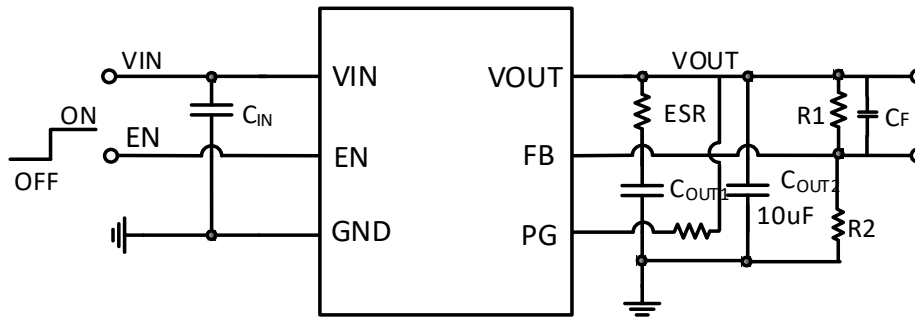 VIN
VIN
VOUT
VOUT
CIN
ESR
R1
CF
ON
EN
OFF
EN
FB
COUT1
COUT2
10uF
GND
PG
R2